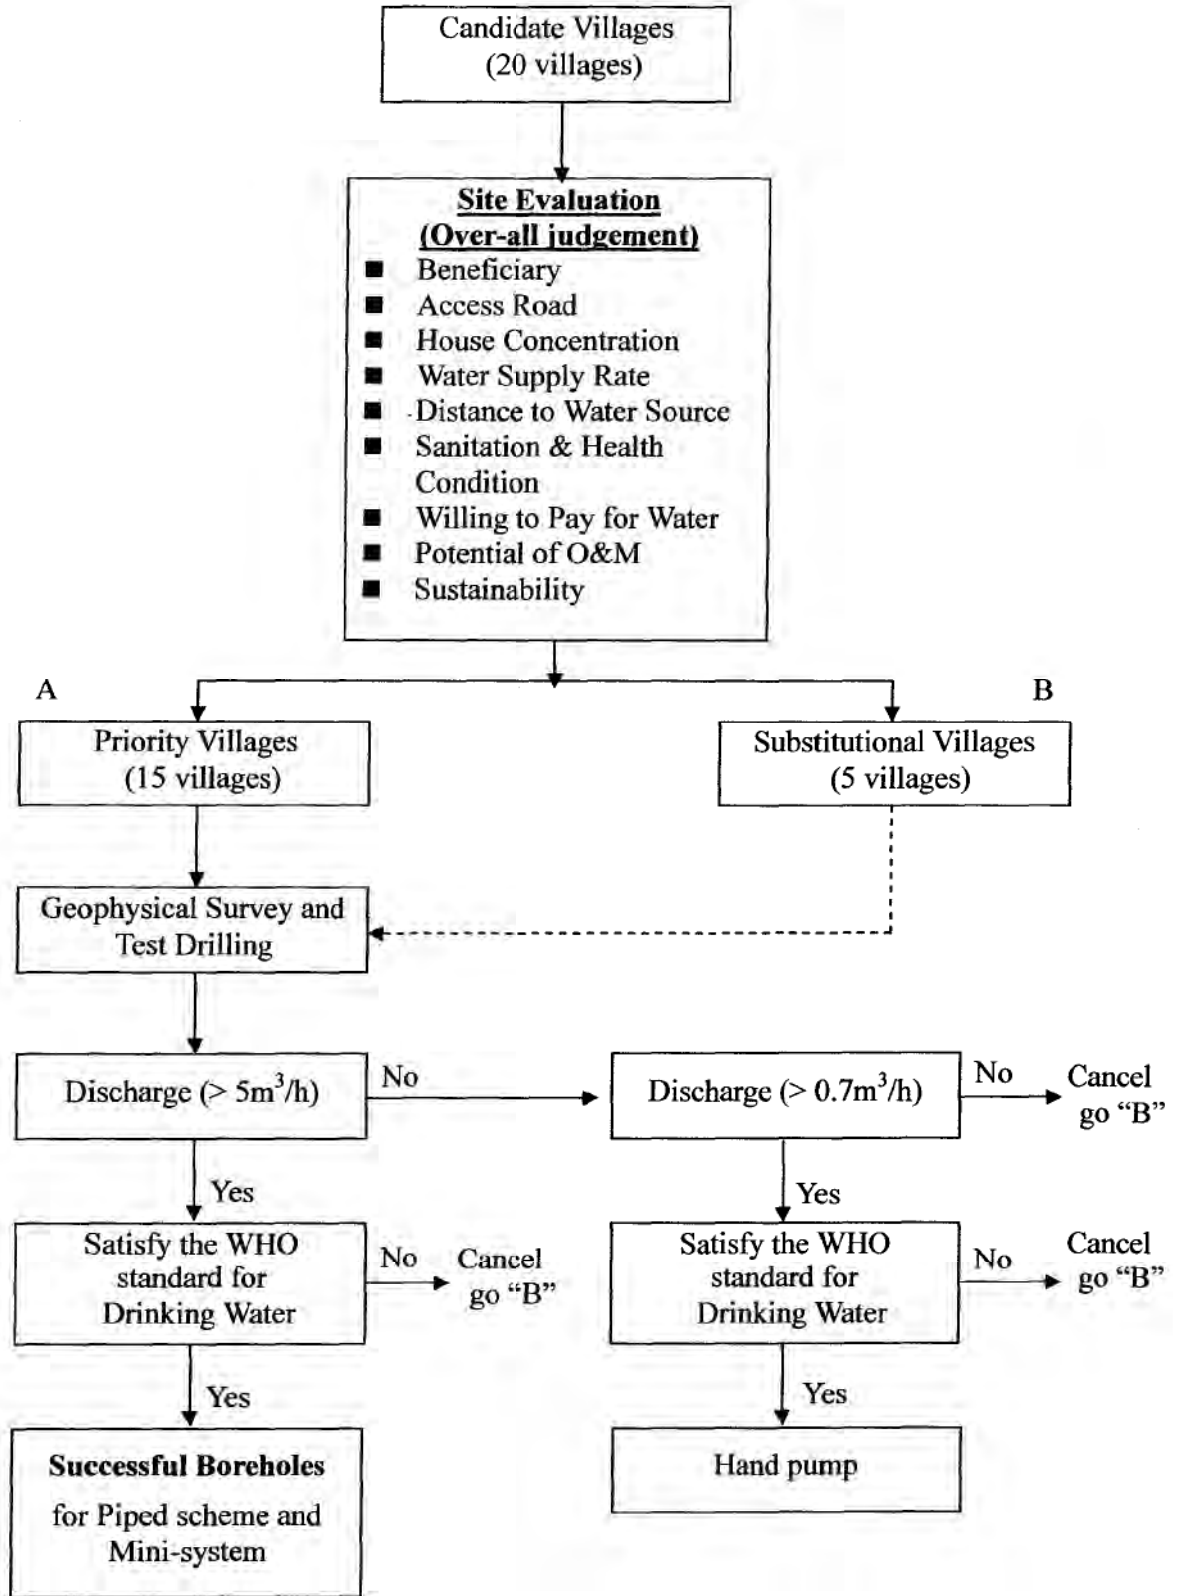 Candidate Villages
(20 villages)
Site Evaluation
(Over-all judgement)
■ Beneficiary
■ Access Road
■ House Concentration
■ Water Supply Rate
■ Distance to Water Source
■ Sanitation & Health
Condition
■ Willing to Pay for Water
■ Potential of O&M
■ Sustainability
A
B
Priority Villages
(15 villages)
Substitutional Villages
(5 villages)
Geophysical Survey and
Test Drilling
Discharge (> 5m³/h)
No
Discharge (> 0.7m³/h)
No
Cancel
go “B”
Yes
Yes
Satisfy the WHO
standard for
Drinking Water
No
Cancel
go “B”
Satisfy the WHO
standard for
Drinking Water
No
Cancel
go “B”
Yes
Yes
Successful Boreholes
for Piped scheme and
Mini-system
Hand pump